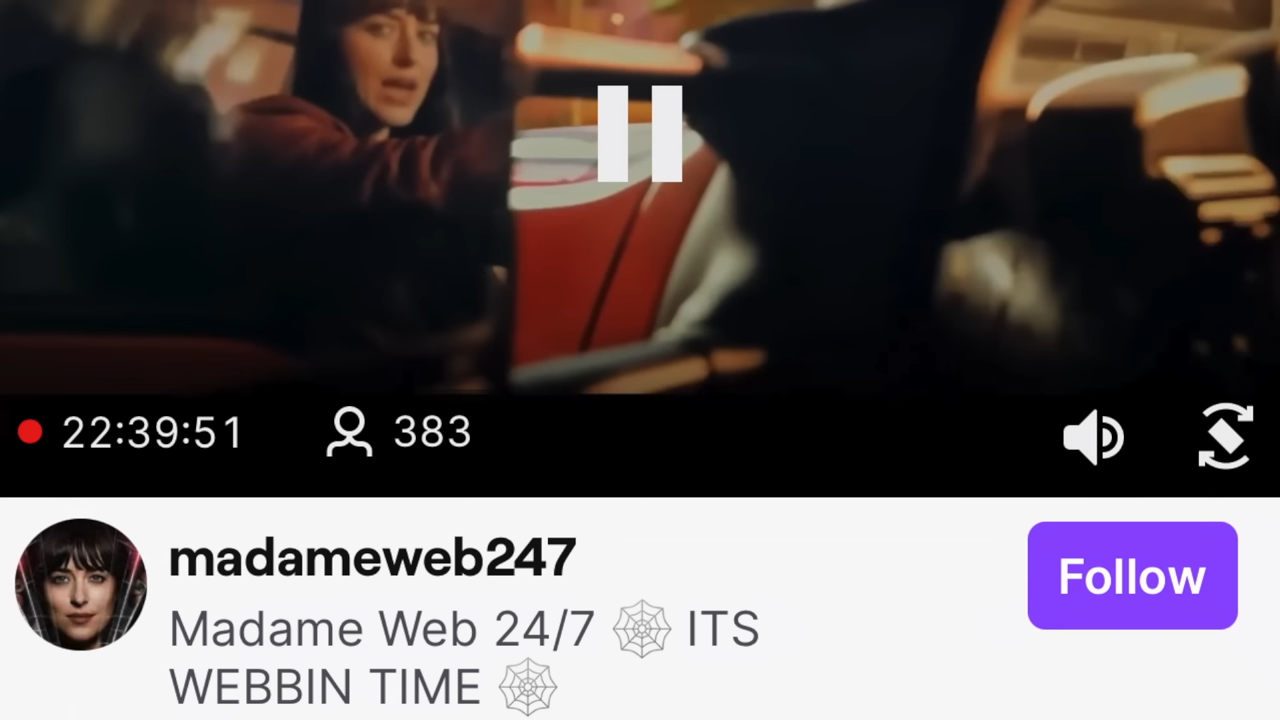 22:39:51 383
madameweb247
Follow
Madame Web 24/7 🕸 ITS
WEBBIN TIME 🕸